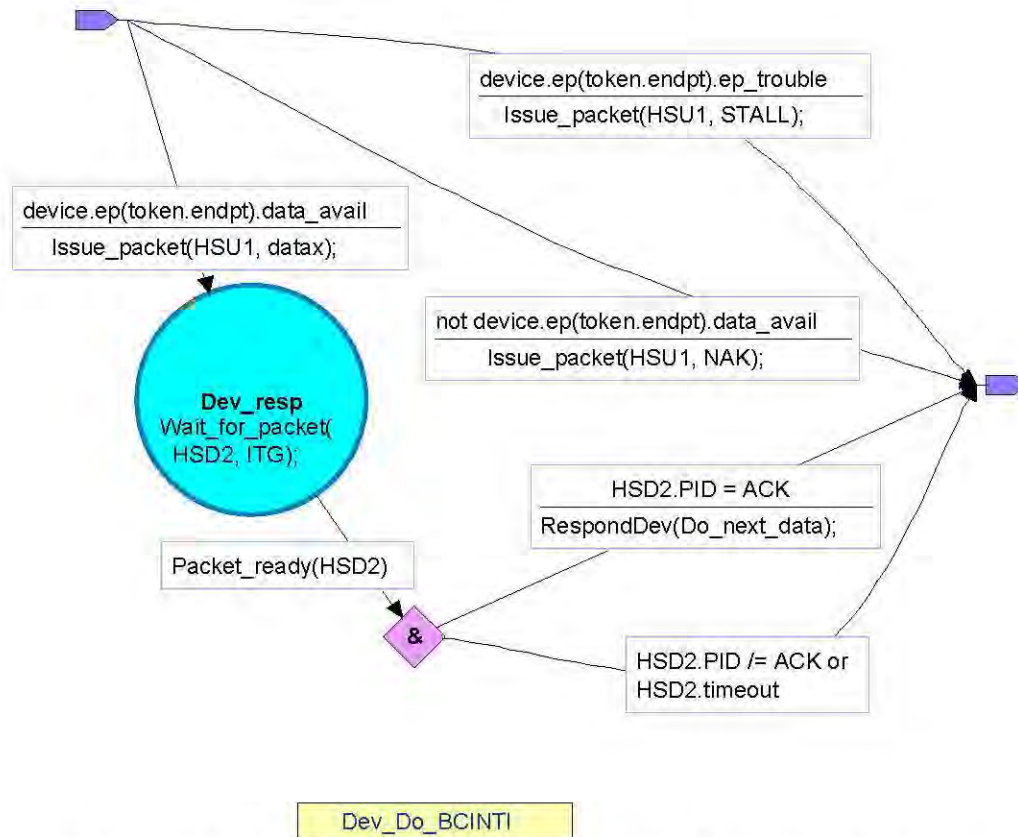 device.ep(token.endpt).ep_trouble
Issue_packet(HSU1, STALL);
device.ep(token.endpt).data_avail
Issue_packet(HSU1, datax);
not device.ep(token.endpt).data_avail
Issue_packet(HSU1, NAK);
Dev_resp
Wait_for_packet(
HSD2, ITG);
HSD2.PID = ACK
RespondDev(Do_next_data);
Packet_ready(HSD2)
&
HSD2.PID /= ACK or
HSD2.timeout
Dev_Do_BCINTI